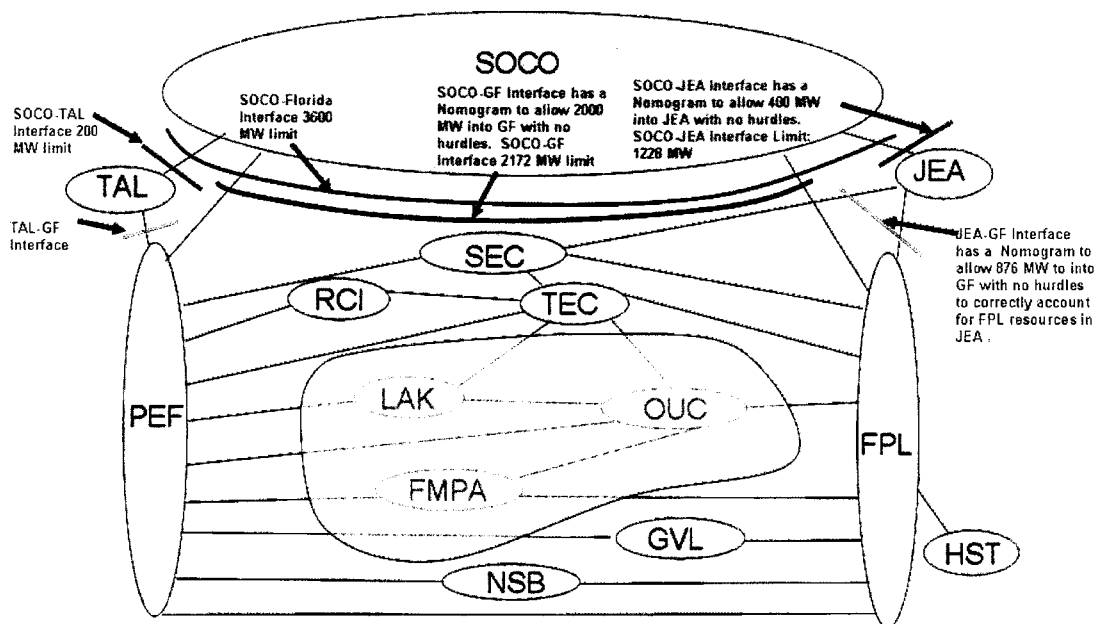 SOCO
SOCO-TAL
Interface 200
MW limit
SOCO-Florida
Interface 3600
MW limit
SOCO-GF Interface has a
Nomogram to allow 2000
MW into GF with no
hurdles. SOCO-GF
Interface 2172 MW limit
SOCO-JEA Interface has a
Nomogram to allow 400 MW
into JEA with no hurdles.
SOCO-JEA Interface Limit:
1228 MW
TAL
JEA
TAL-GF
Interface
JEA-GF Interface
has a Nomogram to
allow 876 MW to into
GF with no hurdles
to correctly account
for FPL resources in
JEA .
SEC
RCI
TEC
PEF
LAK
OUC
FPL
FMPA
GVL
HST
NSB